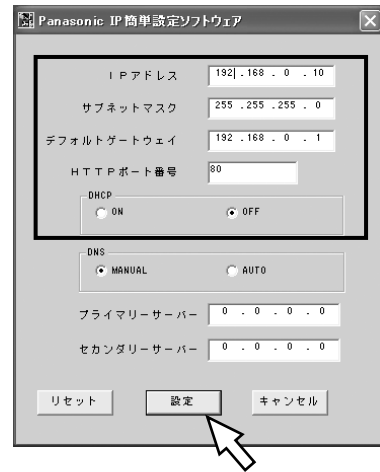 Panasonic IP簡単設定ソフトウェア
IPアドレス 192.168.0.10
サブネットマスク 255.255.255.0
デフォルトゲートウェイ 192.168.0.1
HTTPポート番号 80
DHCP
ON OFF
DNS
MANUAL AUTO
プライマリーサーバー 0.0.0.0
セカンダリーサーバー 0.0.0.0
リセット 設定 キャンセル